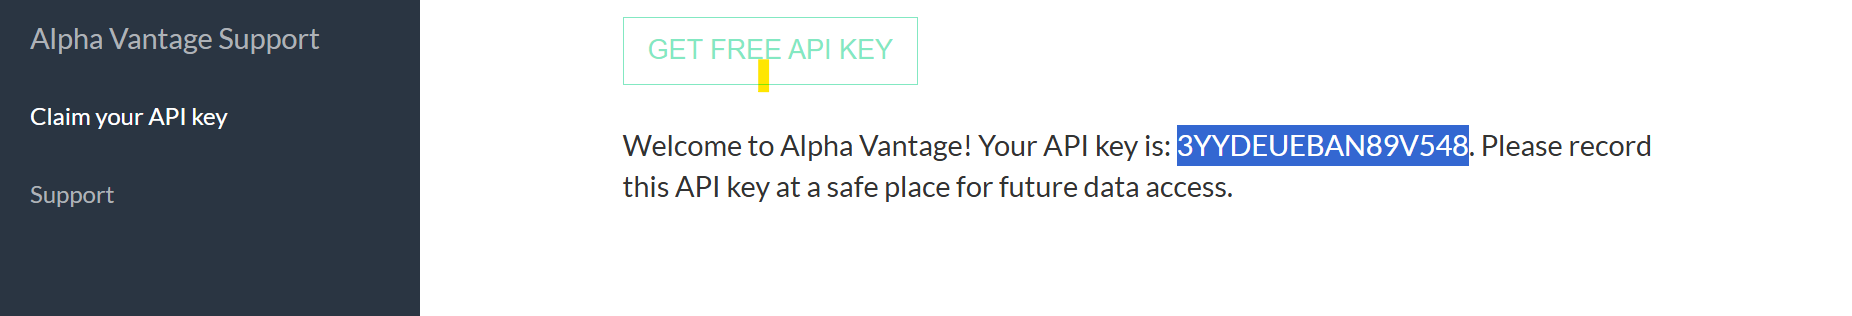 Alpha Vantage Support
Claim your API key
Support
GET FREE API KEY
Welcome to Alpha Vantage! Your API key is: 3YYDEUEBAN89V548. Please record
this API key at a safe place for future data access.